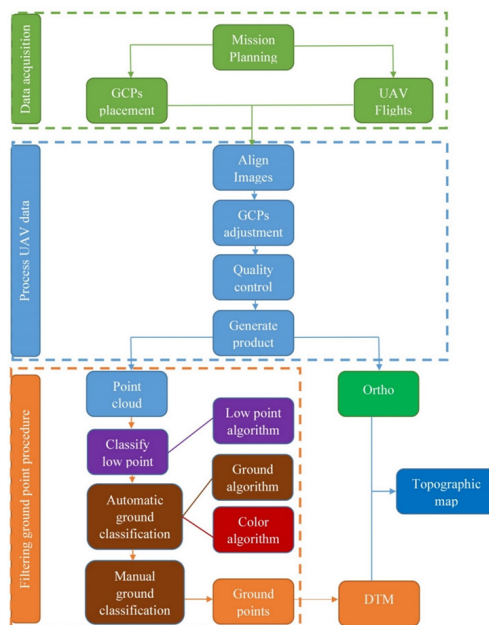 Data acquisition
Mission
Planning
GCPs
placement
UAV
Flights
Process UAV data
Align
Images
GCPs
adjustment
Quality
control
Generate
product
Filtering ground point procedure
Point
cloud
Ortho
Low point
algorithm
Classify
low point
Ground
algorithm
Topographic
map
Automatic
ground
classification
Color
algorithm
Manual
ground
classification
Ground
points
DTM